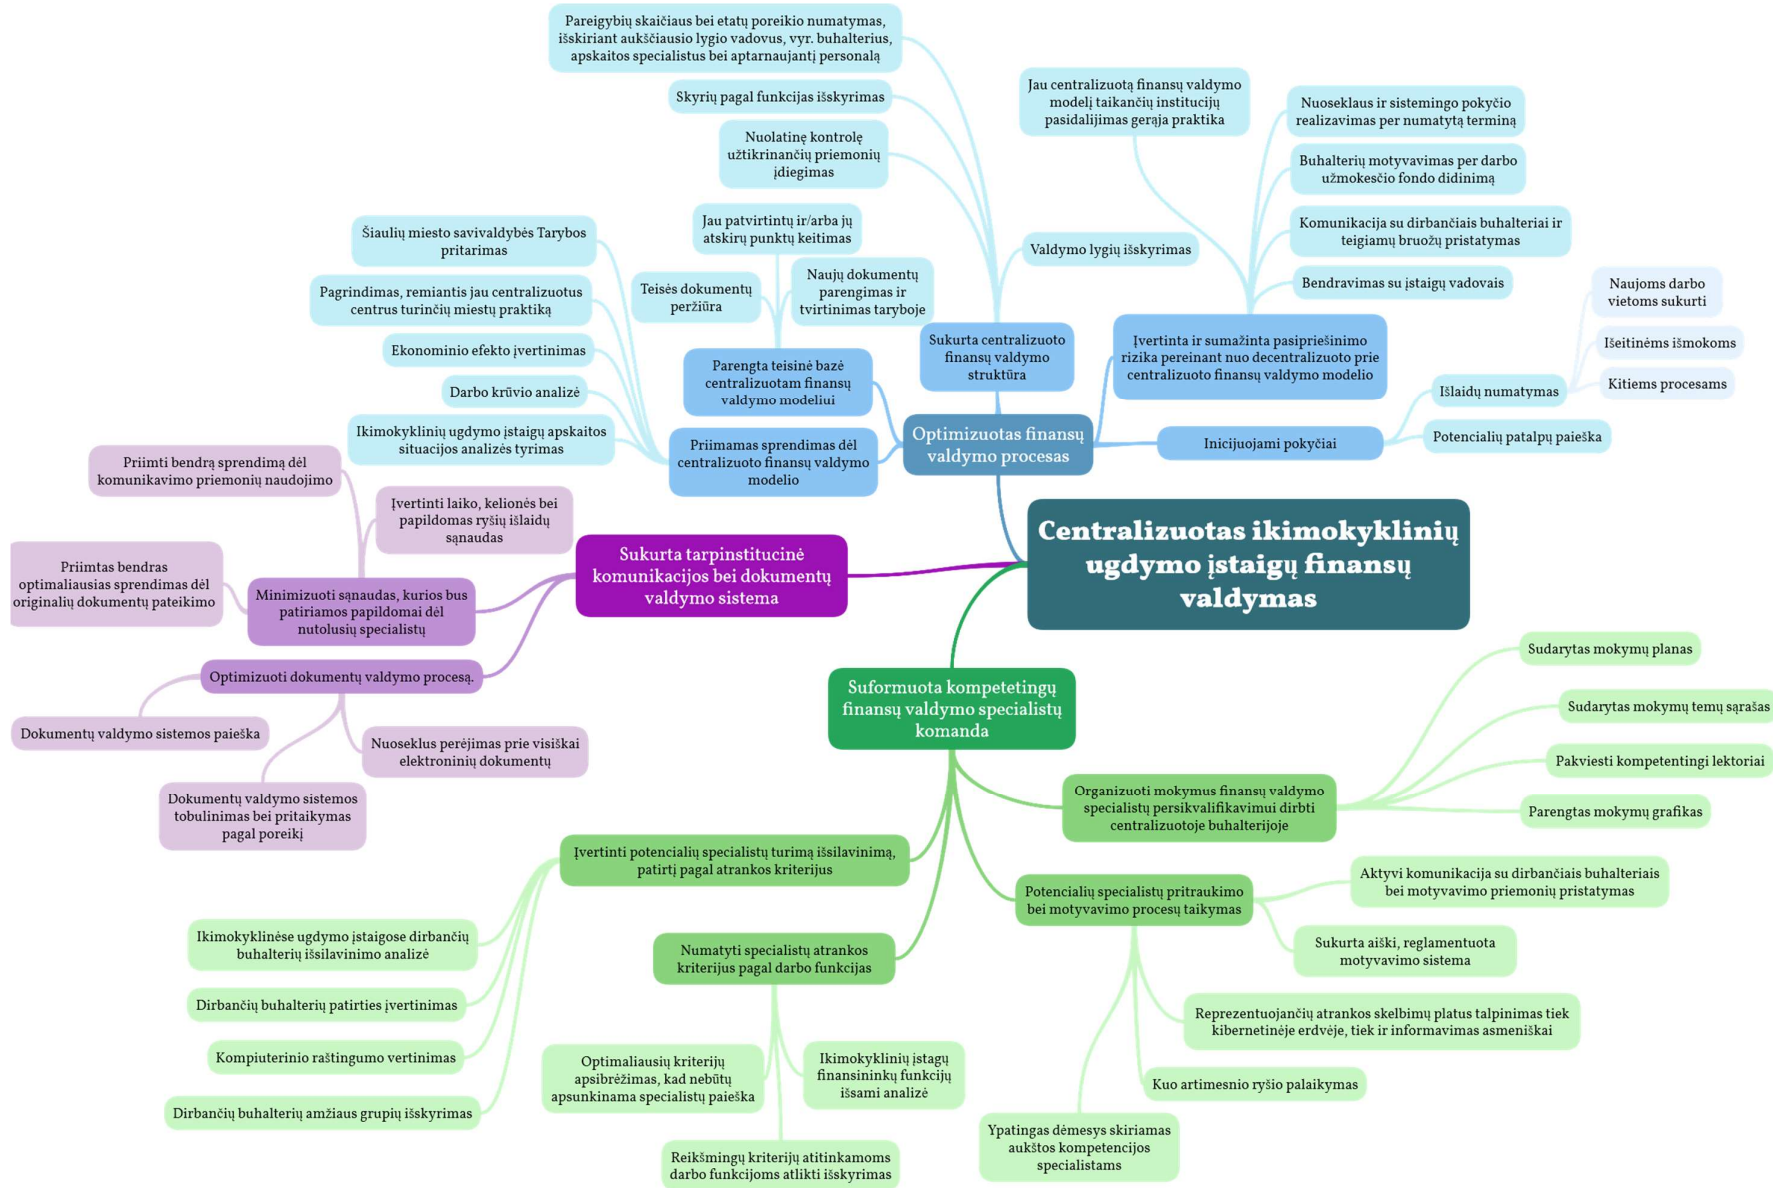 Pareigybių skaičiaus bei etatų poreikio numatymas,
išskiriant aukščiausio lygio vadovus, vyr. buhalterius,
apskaitos specialistus bei aptarnaujantį personalą
Skyrių pagal funkcijas išskyrimas
Nuolatinę kontrolę
užtikrinančių priemonių
įdiegimas
Jau centralizuotą finansų valdymo
modelį taikančių institucijų
pasidalijimas gerąja praktika
Nuoseklaus ir sistemingo pokyčio
realizavimas per numatytą terminą
Buhalterių motyvavimas per darbo
užmokesčio fondo didinimą
Komunikacija su dirbančiais buhalteriai ir
teigiamų bruožų pristatymas
Bendravimas su įstaigų vadovais
Valdymo lygių išskyrimas
Jau patvirtintų ir/arba jų
atskirų punktų keitimas
Teisės dokumentų
peržiūra
Naujų dokumentų
parengimas ir
tvirtinimas taryboje
Šiaulių miesto savivaldybės Tarybos
pritarimas
Pagrindimas, remiantis jau centralizuotus
centrus turinčių miestų praktiką
Ekonominio efekto įvertinimas
Darbo krūvio analizė
Ikimokyklinių ugdymo įstaigų apskaitos
situacijos analizės tyrimas
Parengta teisinė bazė
centralizuotam finansų
valdymo modeliui
Sukurta centralizuoto
finansų valdymo
struktūra
Įvertinta ir sumažinta pasipriešinimo
rizika pereinant nuo decentralizuoto prie
centralizuoto finansų valdymo modelio
Naujoms darbo
vietoms sukurti
Išeitinėms išmokoms
Kitiems procesams
Išlaidų numatymas
Potencialių patalpų paieška
Inicijuojami pokyčiai
Priimamas sprendimas dėl
centralizuoto finansų valdymo
modelio
Optimizuotas finansų
valdymo procesas
Centralizuotas ikimokyklinių
ugdymo įstaigų finansų
valdymas
Priimti bendrą sprendimą dėl
komunikavimo priemonių naudojimo
Įvertinti laiko, kelionės bei
papildomas ryšių išlaidų
sąnaudas
Priimtas bendras
optimaliausias sprendimas dėl
originalių dokumentų pateikimo
Minimizuoti sąnaudas, kurios bus
patiriamos papildomai dėl
nutolusių specialistų
Sukurta tarpinstitucinė
komunikacijos bei dokumentų
valdymo sistema
Optimizuoti dokumentų valdymo procesą.
Dokumentų valdymo sistemos paieška
Nuoseklus perėjimas prie visiškai
elektroninių dokumentų
Dokumentų valdymo sistemos
tobulinimas bei pritaikymas
pagal poreikį
Suformuota kompetetingų
finansų valdymo specialistų
komanda
Sudarytas mokymų planas
Sudarytas mokymų temų sąrašas
Pakviesti kompetentingi lektoriai
Parengtas mokymų grafikas
Organizuoti mokymus finansų valdymo
specialistų persikvalifikavimui dirbti
centralizuotoje buhalterijoje
Įvertinti potencialių specialistų turimą išsilavinimą,
patirtį pagal atrankos kriterijus
Potencialių specialistų pritraukimo
bei motyvavimo procesų taikymas
Aktyvi komunikacija su dirbančiais buhalteriais
bei motyvavimo priemonių pristatymas
Sukurta aiški, reglamentuota
motyvavimo sistema
Reprezentuojančių atrankos skelbimų platus talpinimas tiek
kibernetinėje erdvėje, tiek ir informavimas asmeniškai
Kuo artimesnio ryšio palaikymas
Ypatingas dėmesys skiriamas
aukštos kompetencijos
specialistams
Ikimokyklinėse ugdymo įstaigose dirbančių
buhalterių išsilavinimo analizė
Dirbančių buhalterių patirties įvertinimas
Kompiuterinio raštingumo vertinimas
Dirbančių buhalterių amžiaus grupių išskyrimas
Numatyti specialistų atrankos
kriterijus pagal darbo funkcijas
Optimaliausių kriterijų
apsibrėžimas, kad nebūtų
apsunkinama specialistų paieška
Ikimokyklinių įstagų
finansininkų funkcijų
išsami analizė
Reikšmingų kriterijų atitinkamoms
darbo funkcijoms atlikti išskyrimas